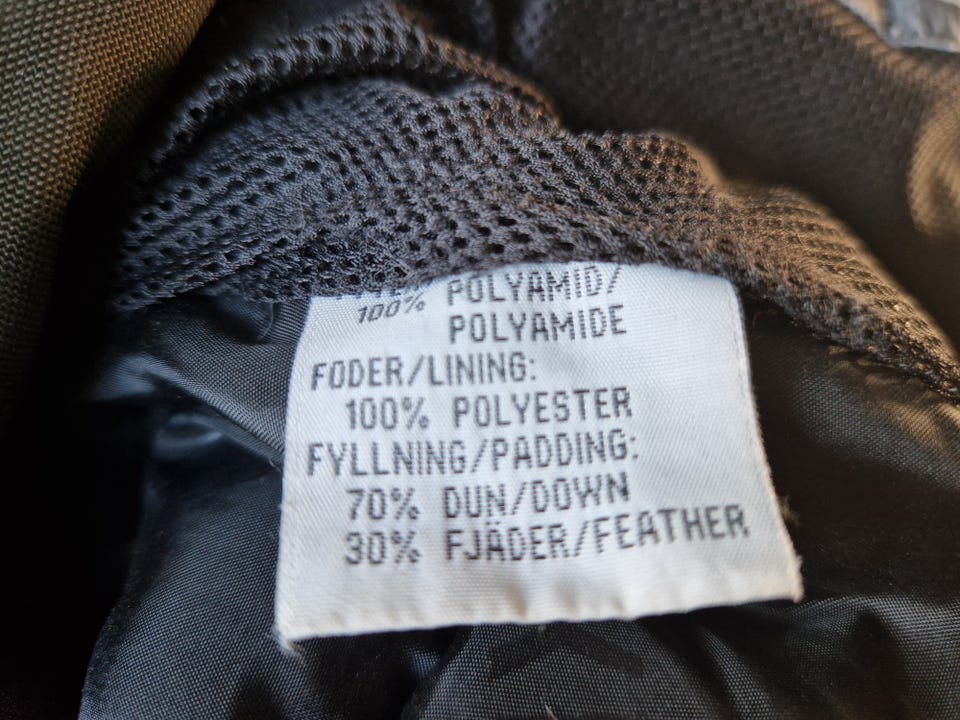 100% POLYAMID/
POLYAMIDE
FODER/LINING:
100% POLYESTER
FYLLNING/PADDING:
70% DUN/DOWN
30% FJÄDER/FEATHER